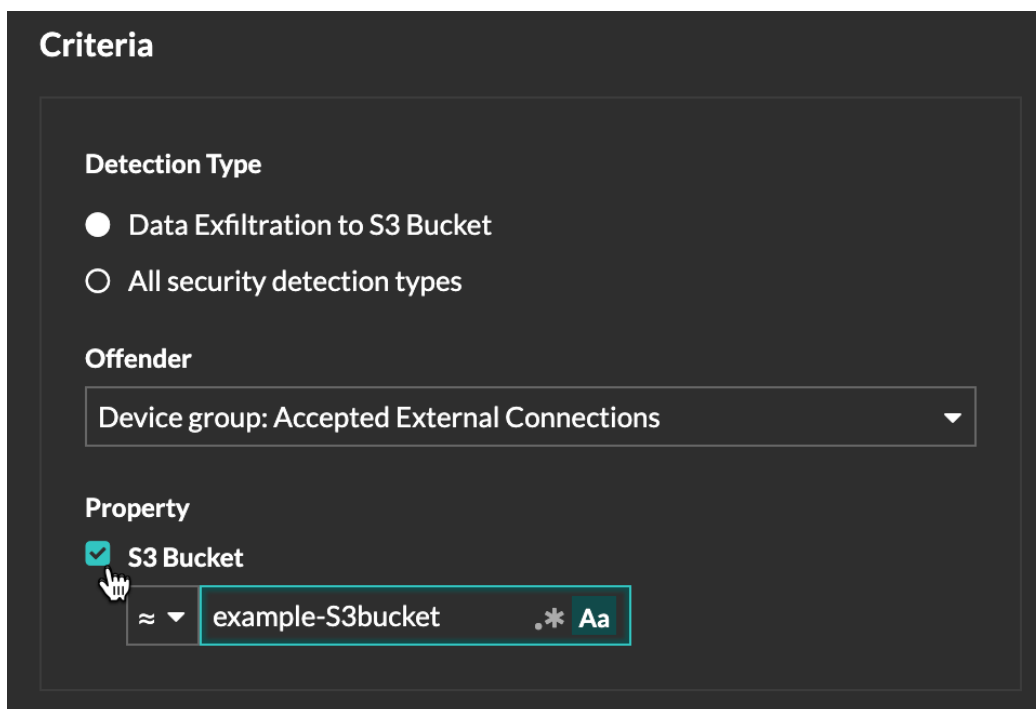 Criteria
Detection Type
Data Exfiltration to S3 Bucket
All security detection types
Offender
Device group: Accepted External Connections
Property
S3 Bucket
≈ example-S3bucket .* Aa